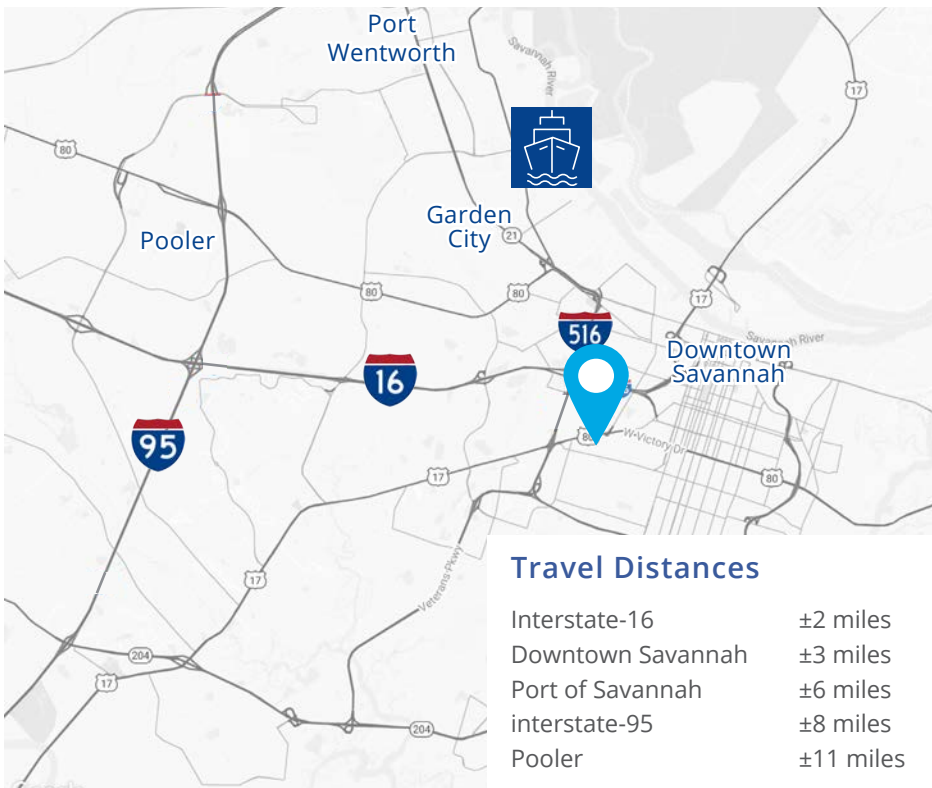 Port
Wentworth
Savannah River
17
80
Garden
City
21
Pooler
80
80
17
516
Savannah River
Downtown
Savannah
16
95
80
W Victory Dr
17
80
17
Veterans Pkwy
204
17
204
Travel Distances
Interstate-16 ±2 miles
Downtown Savannah ±3 miles
Port of Savannah ±6 miles
interstate-95 ±8 miles
Pooler ±11 miles